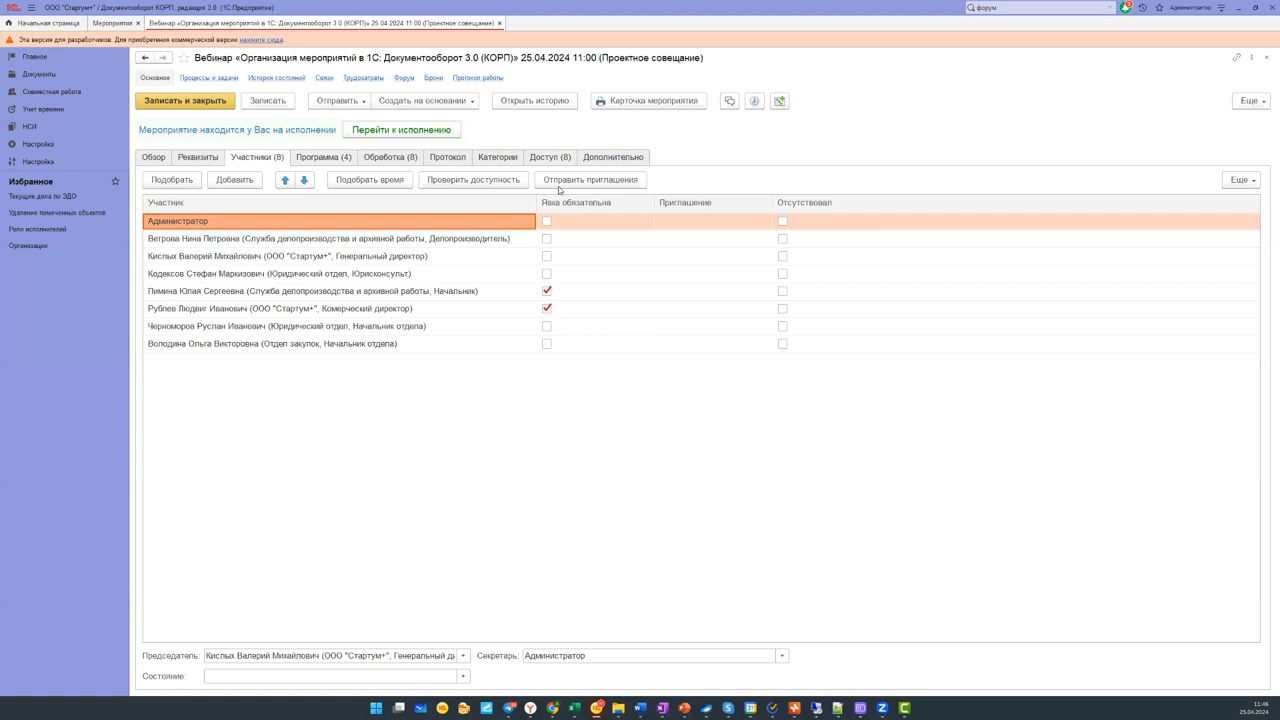 ООО "Стартум+" / Документооборот КОРП, редакция 3.0 (1С:Предприятие)
форум
Администратор
Начальная страница
Мероприятия ×
Вебинар «Организация мероприятий в 1С: Документооборот 3.0 (КОРП)» 25.04.2024 11:00 (Проектное совещание) ×
Эта версия для разработчиков. Для приобретения коммерческой версии нажмите сюда.
Главное
Документы
Совместная работа
Учет времени
НСИ
Настройка
Настройка
Избранное
Текущие дела по ЭДО
Удаление помеченных объектов
Роли исполнителей
Организации
Вебинар «Организация мероприятий в 1С: Документооборот 3.0 (КОРП)» 25.04.2024 11:00 (Проектное совещание)
Основное Процессы и задачи История состояний Связи Трудозатраты Форум Брони Протокол работы
Записать и закрыть Записать Отправить Создать на основании Открыть историю Карточка мероприятия Еще
Мероприятие находится у Вас на исполнении Перейти к исполнению
Обзор Реквизиты Участники (8) Программа (4) Обработка (8) Протокол Категории Доступ (8) Дополнительно
Подобрать Добавить Подобрать время Проверить доступность Отправить приглашения Еще
Участник Явка обязательна Приглашение Отсутствовал
Администратор
Ветрова Нина Петровна (Служба делопроизводства и архивной работы, Делопроизводитель)
Кислых Валерий Михайлович (ООО "Стартум+", Генеральный директор)
Кодексов Стефан Маркизович (Юридический отдел, Юрисконсульт)
Пимина Юлия Сергеевна (Служба делопроизводства и архивной работы, Начальник)
Рублев Людвиг Иванович (ООО "Стартум+", Комерческий директор)
Черноморов Руслан Иванович (Юридический отдел, Начальник отдела)
Володина Ольга Викторовна (Отдел закупок, Начальник отдела)
Председатель: Кислых Валерий Михайлович (ООО "Стартум+", Генеральный ди Секретарь: Администратор
Состояние:
11:46
25.04.2024